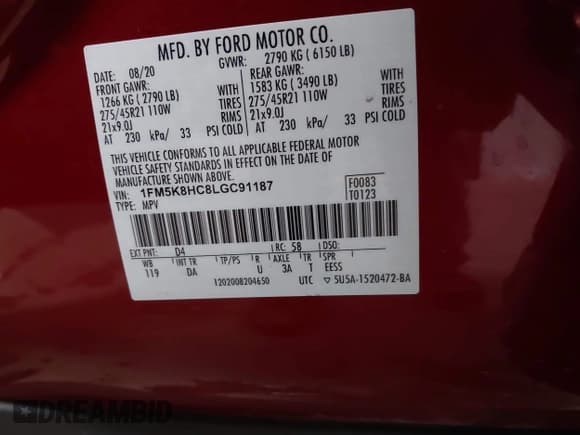 MFD. BY FORD MOTOR CO.
DATE: 08/20 GVWR: 2790 KG ( 6150 LB)
FRONT GAWR: REAR GAWR:
1266 KG ( 2790 LB) WITH 1583 KG ( 3490 LB) WITH
275/45R21 110W TIRES 275/45R21 110W TIRES
21x9.0J RIMS 21x9.0J RIMS
AT 230 kPa/ 33 PSI COLD AT 230 kPa/ 33 PSI COLD
THIS VEHICLE CONFORMS TO ALL APPLICABLE FEDERAL MOTOR
VEHICLE SAFETY STANDARDS IN EFFECT ON THE DATE OF
MANUFACTURE SHOWN ABOVE.
VIN: 1FM5K8HC8LGC91187 F0083
TYPE: MPV T0123
EXT PNT: D4 RC: 58 DSO:
WB INT TR TP/PS R AXLE TR SPR
119 DA U 3A T EESS
1202008204650 UTC ▽ 5U5A-1520472-BA
DREAMBID